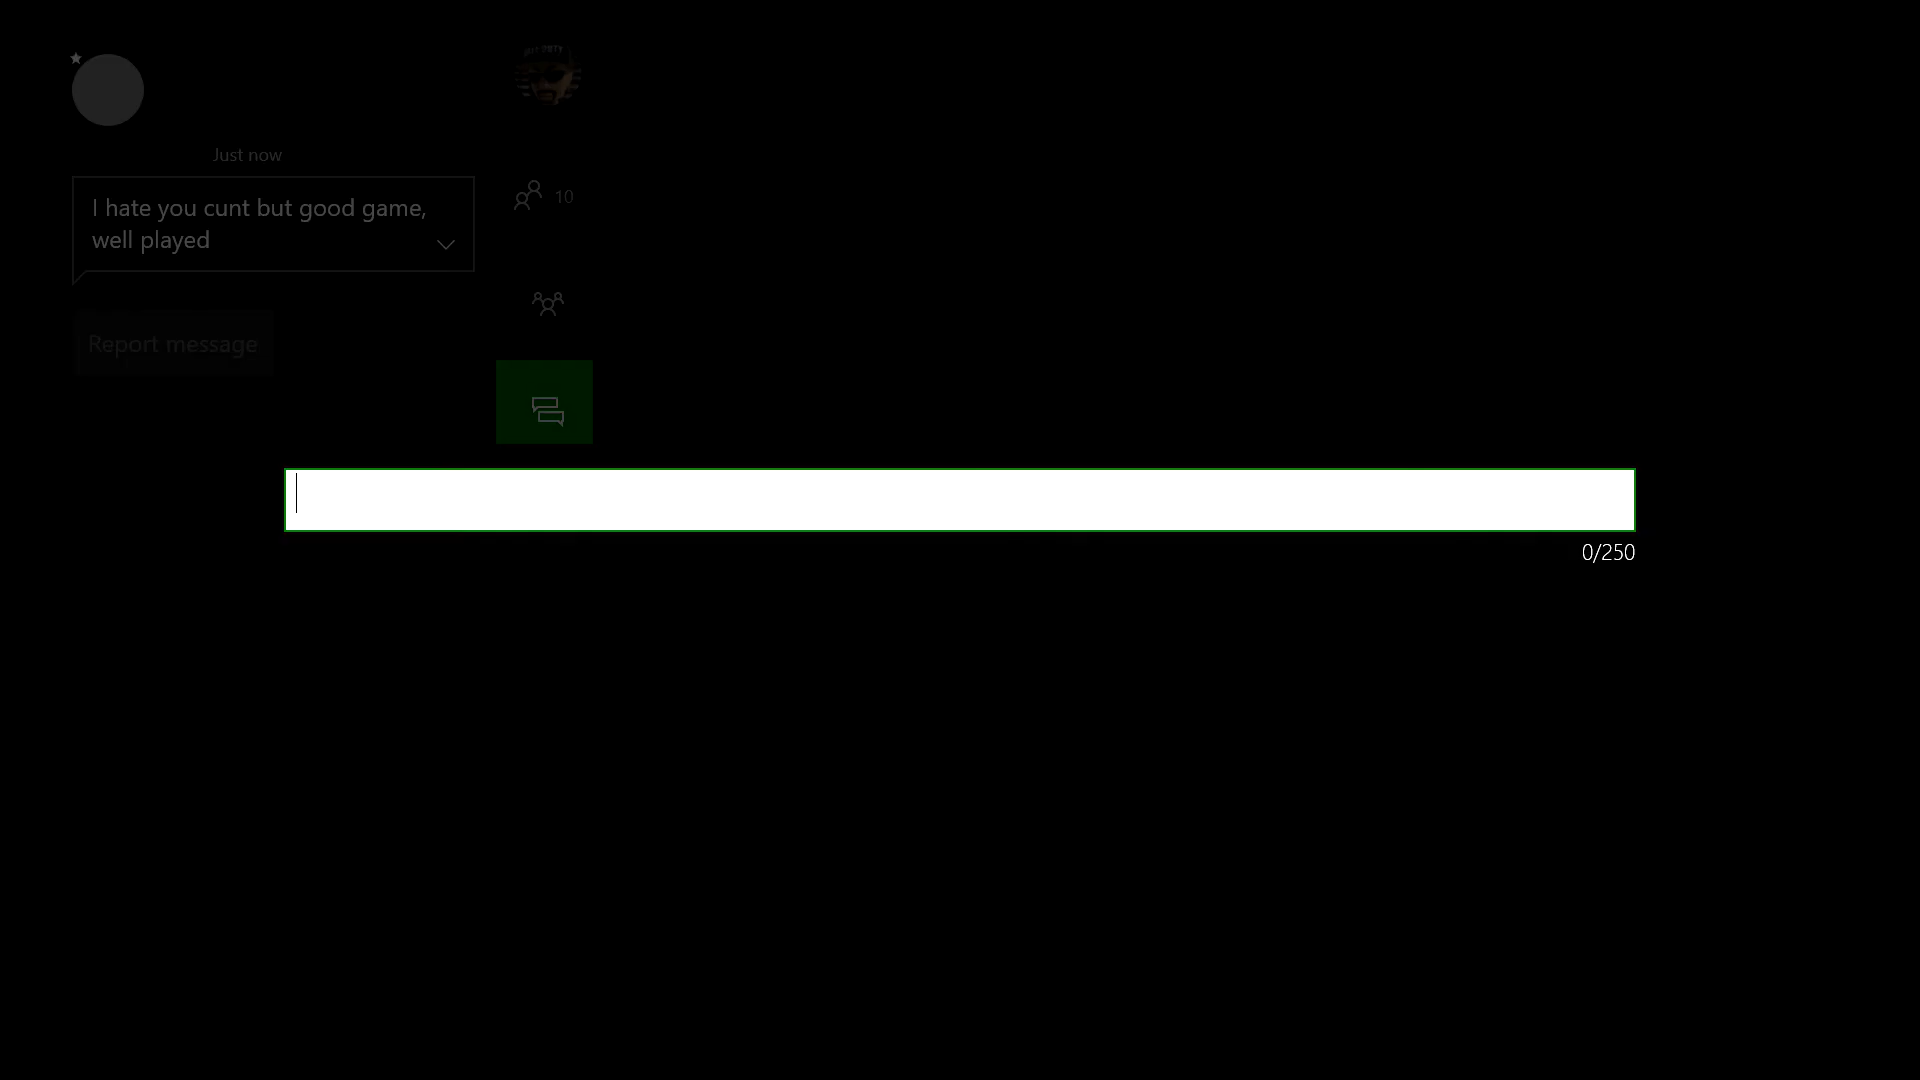 Just now
10
I hate you cunt but good game,
well played
Report message
0/250